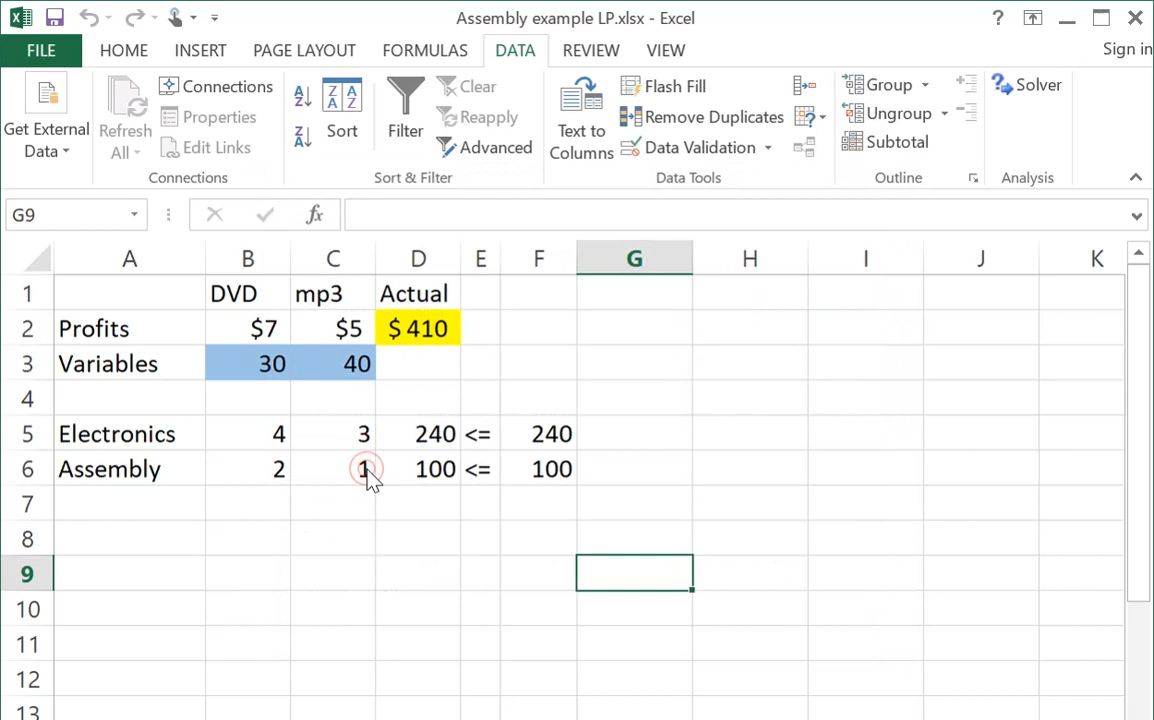 Assembly example LP.xlsx - Excel
?
FILE HOME INSERT PAGE LAYOUT FORMULAS DATA REVIEW VIEW Sign in
Get External Data
Refresh All
Connections
Properties
Edit Links
Connections
Sort
Filter
Clear
Reapply
Advanced
Sort & Filter
Text to Columns
Flash Fill
Remove Duplicates
Data Validation
Data Tools
Group
Ungroup
Subtotal
Outline
Solver
Analysis
G9 fx
A B C D E F G H I J K
1 DVD mp3 Actual
2 Profits $7 $5 $ 410
3 Variables 30 40
4
5 Electronics 4 3 240 <= 240
6 Assembly 2 1 100 <= 100
7
8
9
10
11
12
13